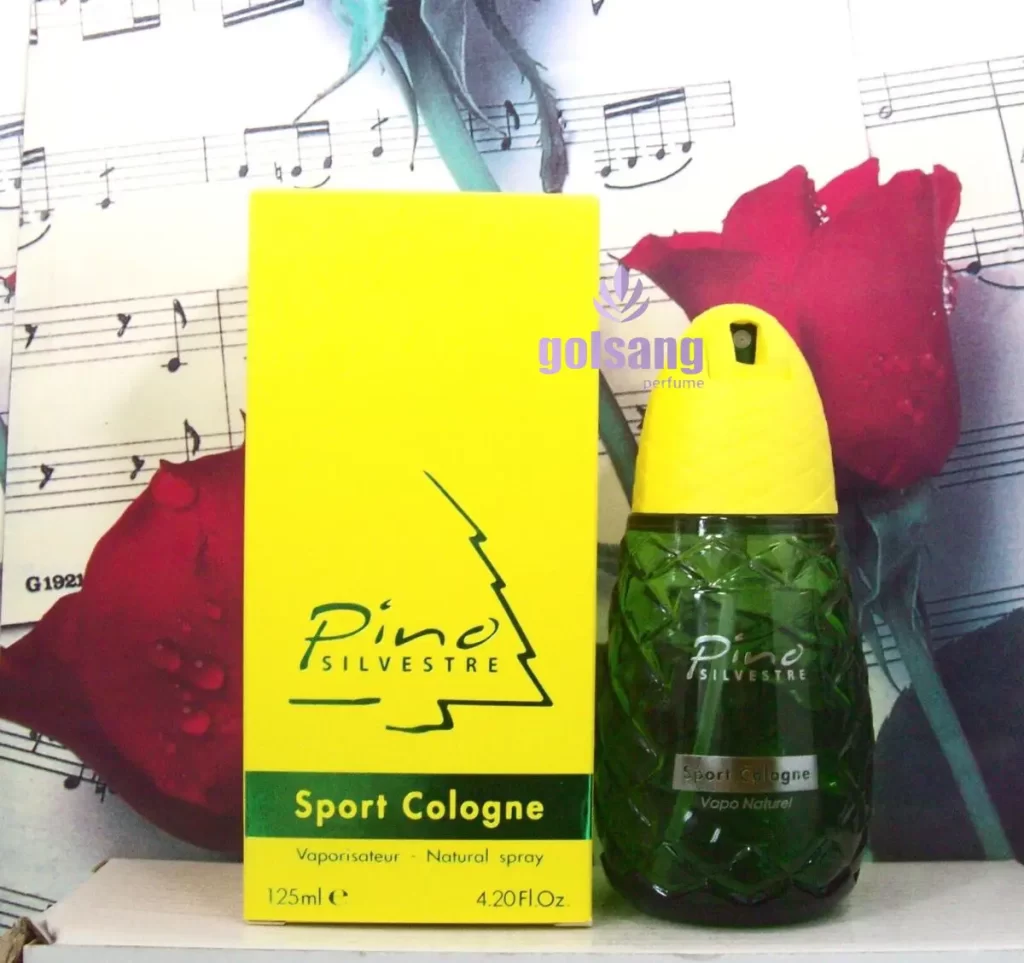 G1921
golsang
perfume
Pino
SILVESTRE
Sport Cologne
Vaporisateur - Natural spray
125ml ℮ 4.20Fl.Oz.
Pino
SILVESTRE
Sport Cologne
Vapo Naturel